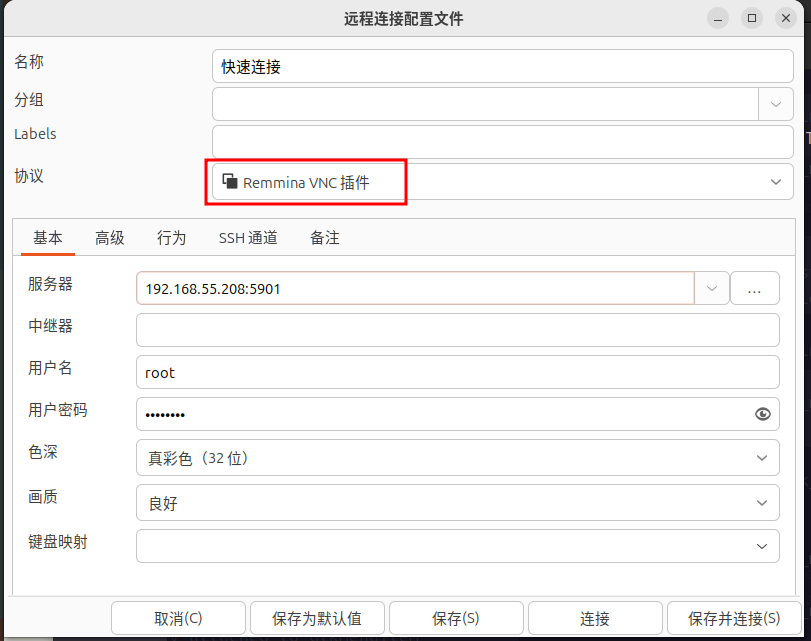 远程连接配置文件
名称 快速连接
分组
Labels
协议 Remmina VNC 插件
基本 高级 行为 SSH 通道 备注
服务器 192.168.55.208:5901 ...
中继器
用户名 root
用户密码 ••••••••
色深 真彩色（32 位）
画质 良好
键盘映射
取消(C) 保存为默认值 保存(S) 连接 保存并连接(S)